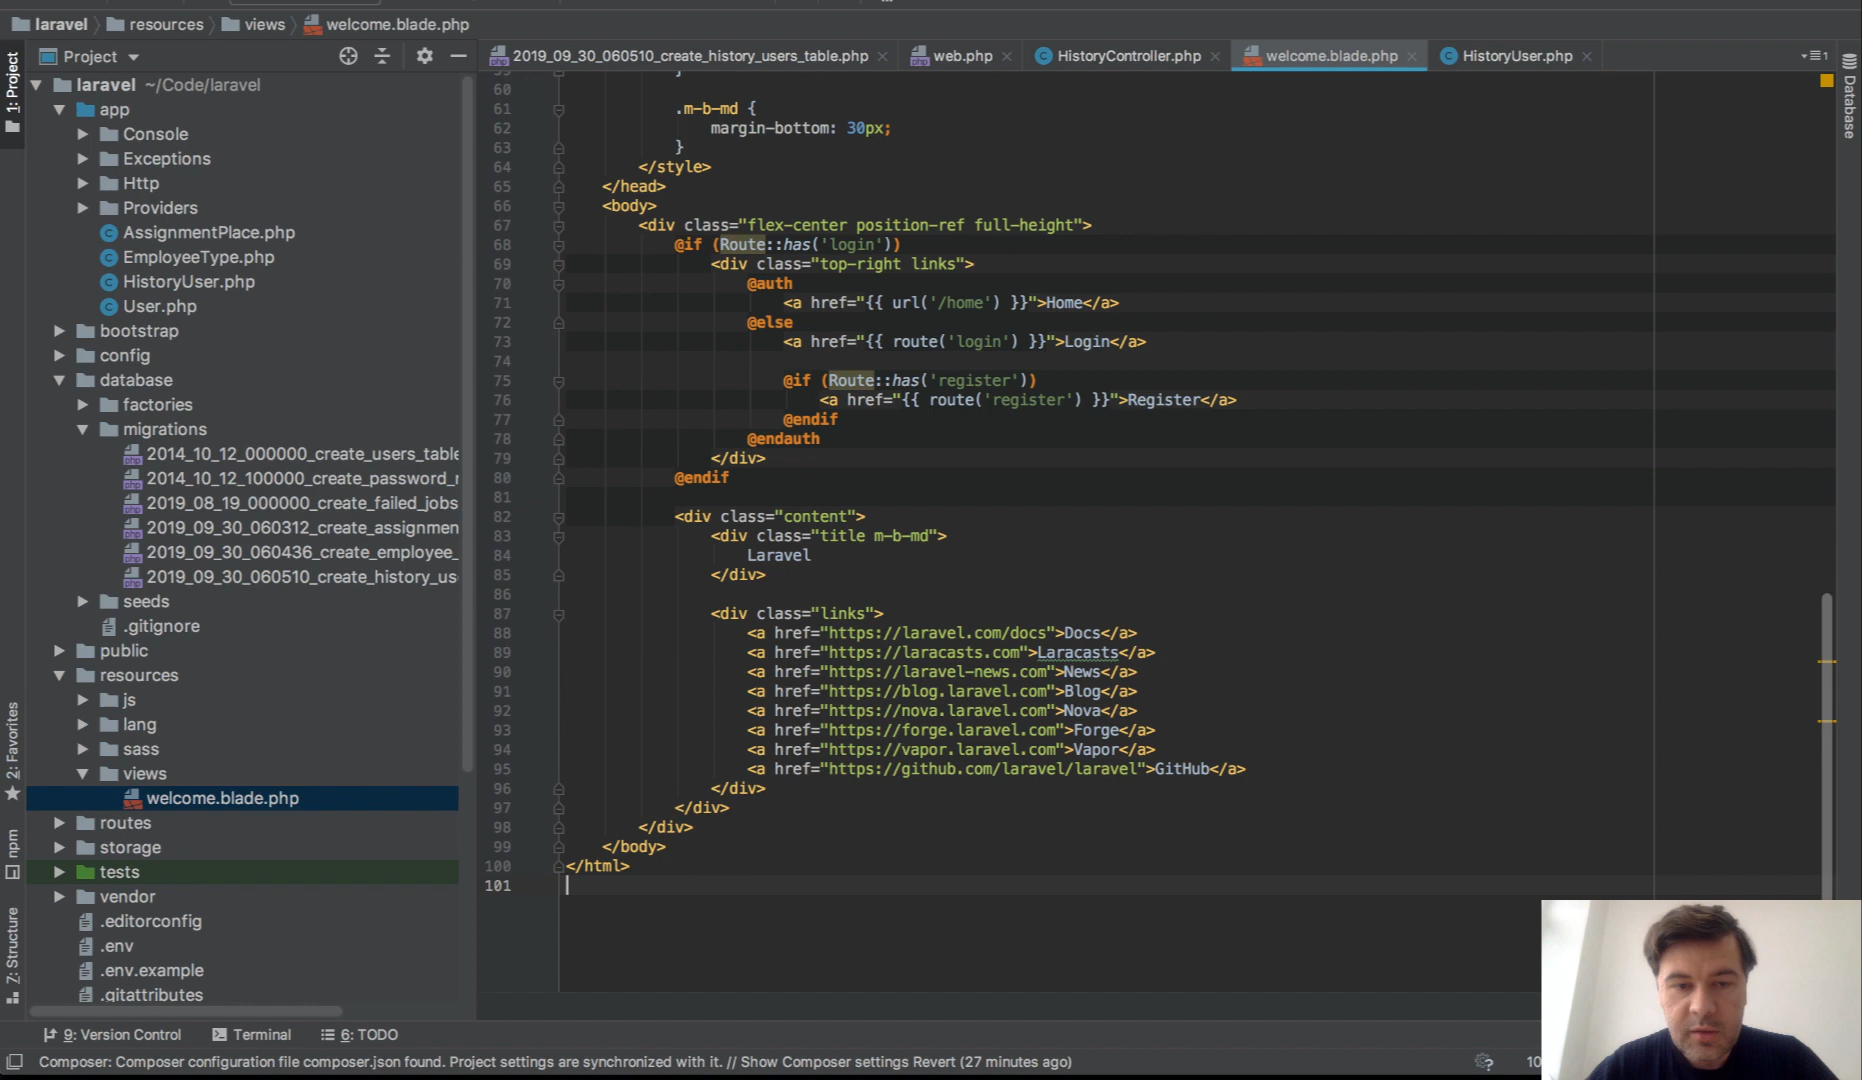 laravel resources views welcome.blade.php
Project
2019_09_30_060510_create_history_users_table.php web.php HistoryController.php welcome.blade.php HistoryUser.php
1: Project
2: Favorites
npm
Z: Structure
Database
laravel ~/Code/laravel
app
Console
Exceptions
Http
Providers
AssignmentPlace.php
EmployeeType.php
HistoryUser.php
User.php
bootstrap
config
database
factories
migrations
2014_10_12_000000_create_users_table
2014_10_12_100000_create_password_r
2019_08_19_000000_create_failed_jobs
2019_09_30_060312_create_assignmen
2019_09_30_060436_create_employee_
2019_09_30_060510_create_history_us
seeds
.gitignore
public
resources
js
lang
sass
views
welcome.blade.php
routes
storage
tests
vendor
.editorconfig
.env
.env.example
.gitattributes
60
61 .m-b-md {
62 margin-bottom: 30px;
63 }
64 </style>
65 </head>
66 <body>
67 <div class="flex-center position-ref full-height">
68 @if (Route::has('login'))
69 <div class="top-right links">
70 @auth
71 <a href="{{ url('/home') }}">Home</a>
72 @else
73 <a href="{{ route('login') }}">Login</a>
74
75 @if (Route::has('register'))
76 <a href="{{ route('register') }}">Register</a>
77 @endif
78 @endauth
79 </div>
80 @endif
81
82 <div class="content">
83 <div class="title m-b-md">
84 Laravel
85 </div>
86
87 <div class="links">
88 <a href="https://laravel.com/docs">Docs</a>
89 <a href="https://laracasts.com">Laracasts</a>
90 <a href="https://laravel-news.com">News</a>
91 <a href="https://blog.laravel.com">Blog</a>
92 <a href="https://nova.laravel.com">Nova</a>
93 <a href="https://forge.laravel.com">Forge</a>
94 <a href="https://vapor.laravel.com">Vapor</a>
95 <a href="https://github.com/laravel/laravel">GitHub</a>
96 </div>
97 </div>
98 </div>
99 </body>
100 </html>
101
9: Version Control Terminal 6: TODO
Composer: Composer configuration file composer.json found. Project settings are synchronized with it. // Show Composer settings Revert (27 minutes ago)